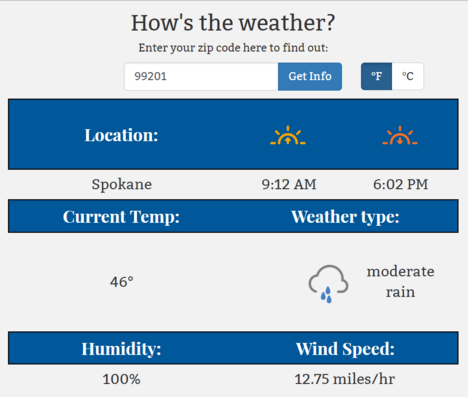 How's the weather?
Enter your zip code here to find out:
99201 Get Info °F °C
Location:
Spokane 9:12 AM 6:02 PM
Current Temp: Weather type:
46° moderate
rain
Humidity: Wind Speed:
100% 12.75 miles/hr